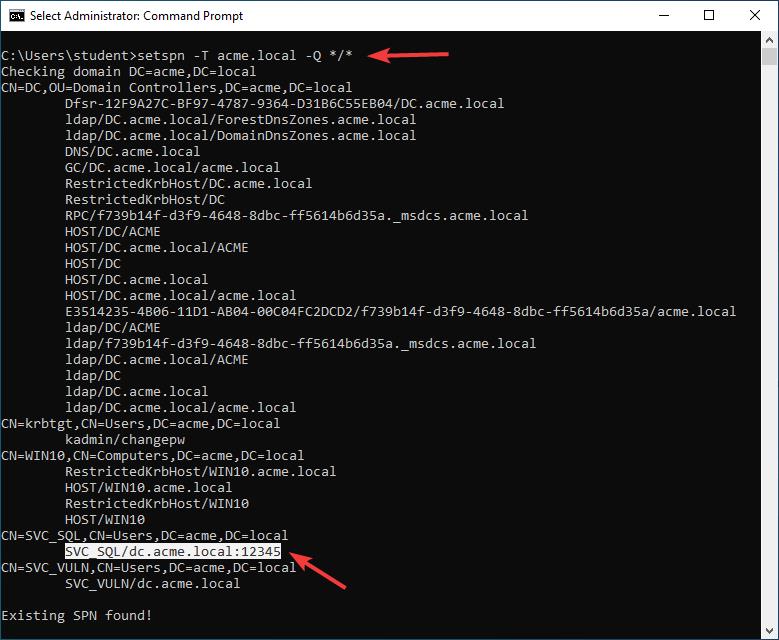 Select Administrator: Command Prompt
C:\Users\student>setspn -T acme.local -Q */*
Checking domain DC=acme,DC=local
CN=DC,OU=Domain Controllers,DC=acme,DC=local
Dfsr-12F9A27C-BF97-4787-9364-D31B6C55EB04/DC.acme.local
ldap/DC.acme.local/ForestDnsZones.acme.local
ldap/DC.acme.local/DomainDnsZones.acme.local
DNS/DC.acme.local
GC/DC.acme.local/acme.local
RestrictedKrbHost/DC.acme.local
RestrictedKrbHost/DC
RPC/f739b14f-d3f9-4648-8dbc-ff5614b6d35a._msdcs.acme.local
HOST/DC/ACME
HOST/DC.acme.local/ACME
HOST/DC
HOST/DC.acme.local
HOST/DC.acme.local/acme.local
E3514235-4B06-11D1-AB04-00C04FC2DCD2/f739b14f-d3f9-4648-8dbc-ff5614b6d35a/acme.local
ldap/DC/ACME
ldap/f739b14f-d3f9-4648-8dbc-ff5614b6d35a._msdcs.acme.local
ldap/DC.acme.local/ACME
ldap/DC
ldap/DC.acme.local
ldap/DC.acme.local/acme.local
CN=krbtgt,CN=Users,DC=acme,DC=local
kadmin/changepw
CN=WIN10,CN=Computers,DC=acme,DC=local
RestrictedKrbHost/WIN10.acme.local
HOST/WIN10.acme.local
RestrictedKrbHost/WIN10
HOST/WIN10
CN=SVC_SQL,CN=Users,DC=acme,DC=local
SVC_SQL/dc.acme.local:12345
CN=SVC_VULN,CN=Users,DC=acme,DC=local
SVC_VULN/dc.acme.local
Existing SPN found!